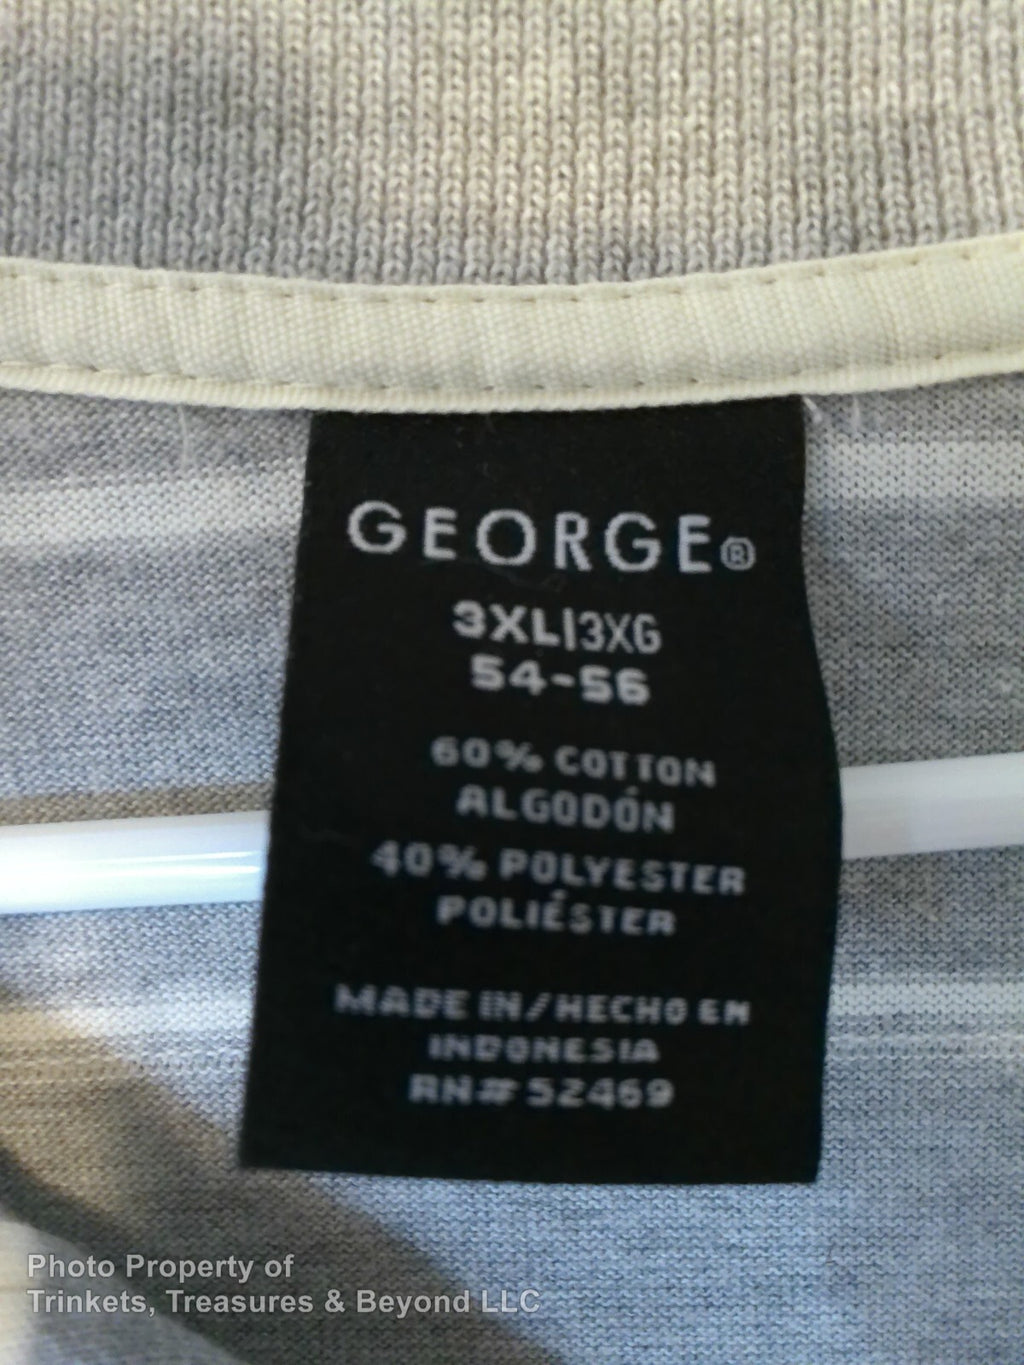 GEORGE®
3XL|3XG
54-56
60% COTTON
ALGODÓN
40% POLYESTER
POLIÉSTER
MADE IN/HECHO EN
INDONESIA
RN# 52469
Photo Property of
Trinkets, Treasures & Beyond LLC